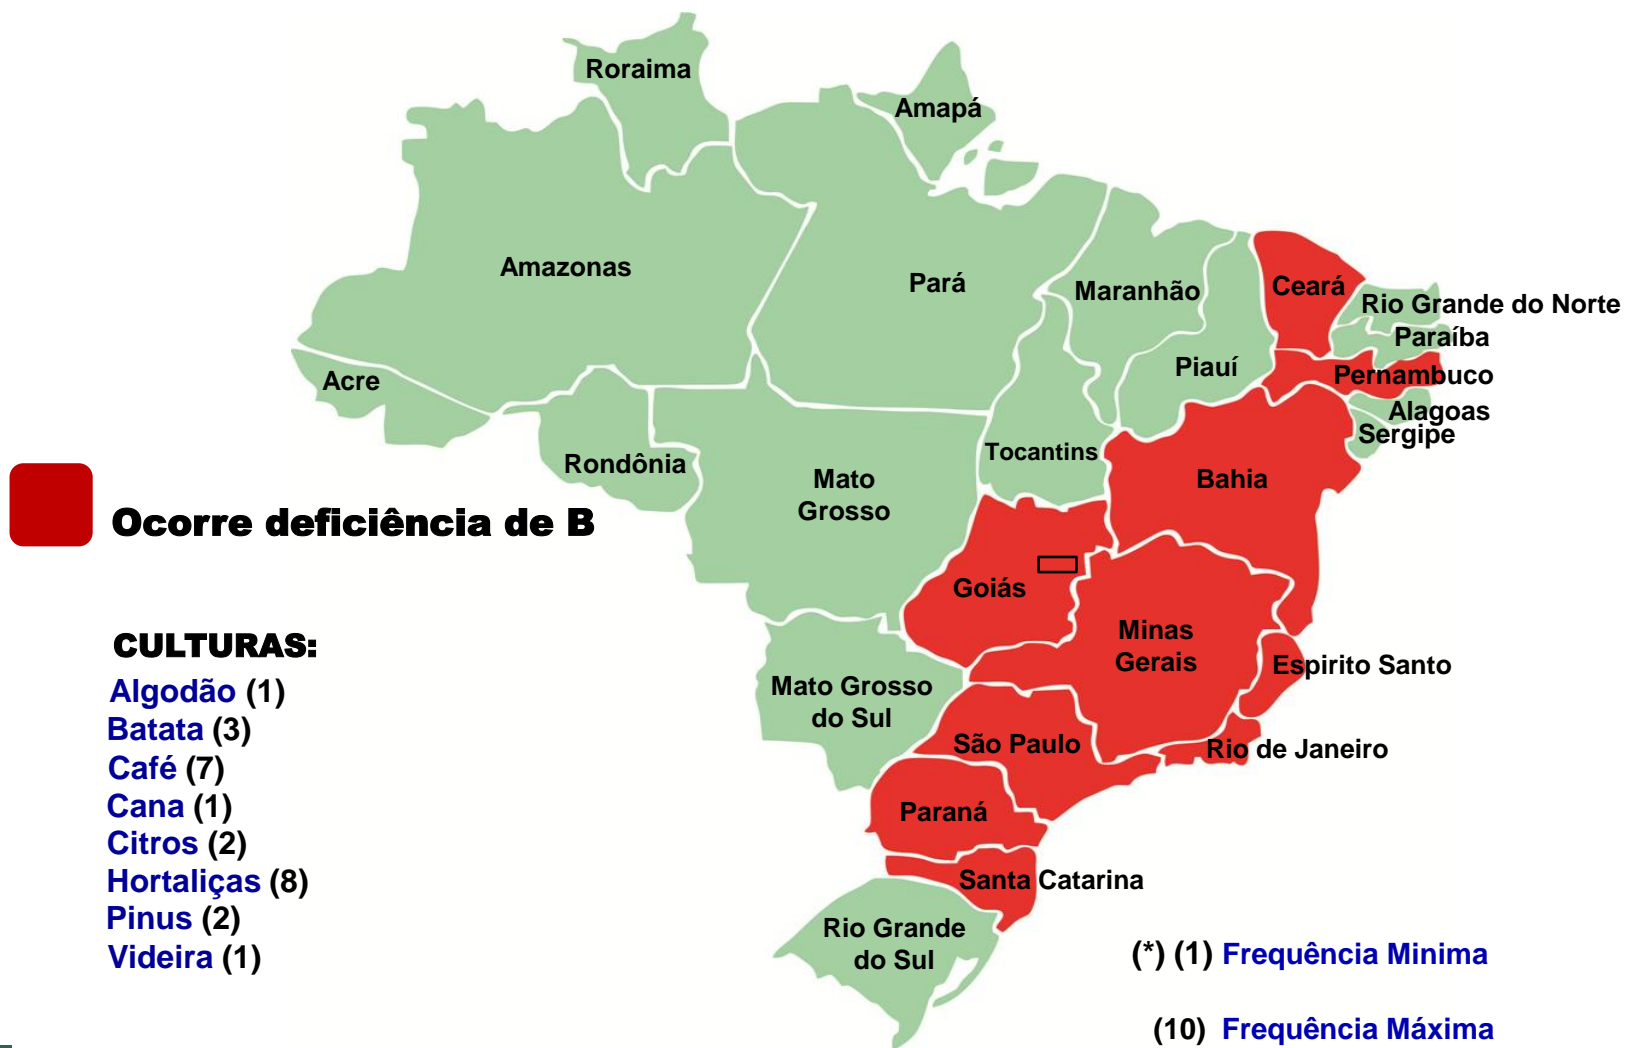 Roraima
Amapá
Amazonas
Pará
Maranhão
Ceará
Rio Grande do Norte
Paraíba
Piauí
Pernambuco
Acre
Alagoas
Sergipe
Tocantins
Rondônia
Mato
Grosso
Bahia
Ocorre deficiência de B
Goiás
Minas
Gerais
Espirito Santo
Mato Grosso
do Sul
São Paulo
Rio de Janeiro
Paraná
Santa Catarina
Rio Grande
do Sul
CULTURAS:
Algodão (1)
Batata (3)
Café (7)
Cana (1)
Citros (2)
Hortaliças (8)
Pinus (2)
Videira (1)
(*) (1) Frequência Minima
(10) Frequência Máxima